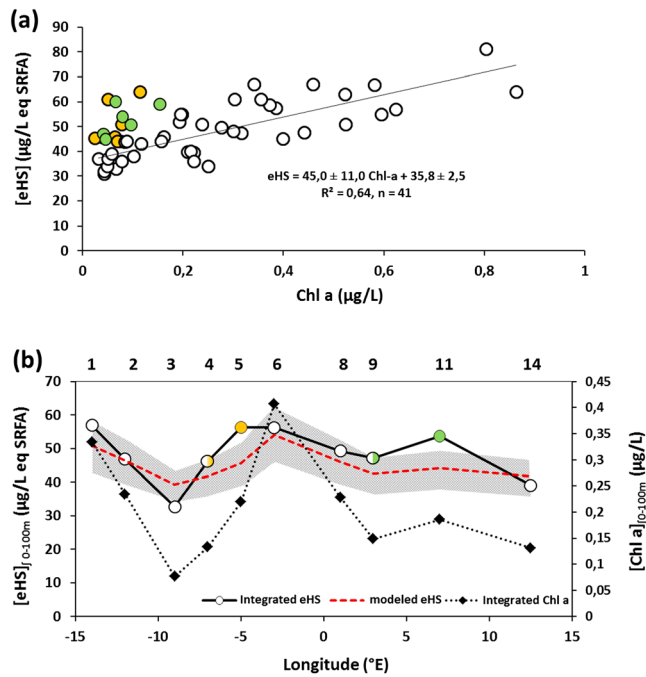 (a)
[eHS] (µg/L eq SRFA)
90
80
70
60
50
40
30
20
10
0
eHS = 45,0 ± 11,0 Chl-a + 35,8 ± 2,5
R² = 0,64, n = 41
0 0,2 0,4 0,6 0,8 1
Chl a (µg/L)
(b)
1 2 3 4 5 6 8 9 11 14
[eHS]∫0-100m (µg/L eq SRFA)
70
60
50
40
30
20
10
0
0,45
0,4
0,35
0,3
0,25
0,2
0,15
0,1
0,05
0
[Chl a]∫0-100m (µg/L)
Integrated eHS modeled eHS Integrated Chl a
-15 -10 -5 0 5 10 15
Longitude (°E)